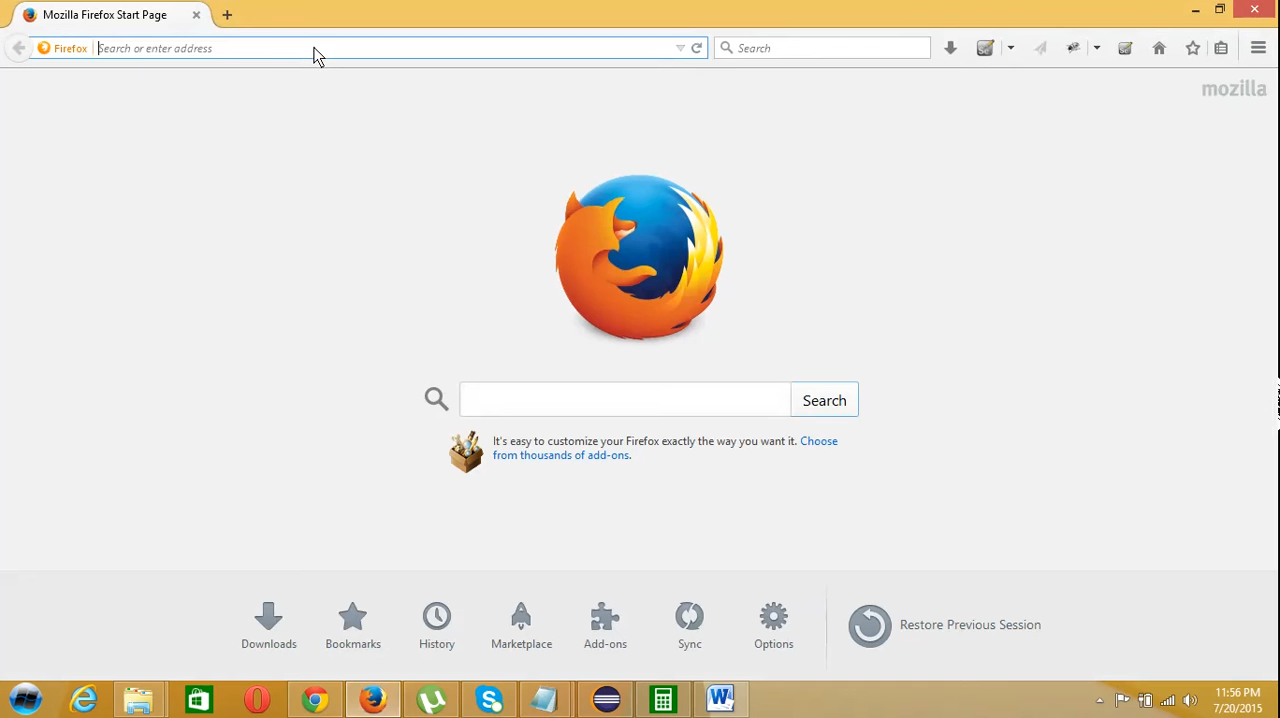 Mozilla Firefox Start Page
Firefox
Search or enter address
Search
mozilla
Search
It's easy to customize your Firefox exactly the way you want it. Choose
from thousands of add-ons.
Downloads
Bookmarks
History
Marketplace
Add-ons
Sync
Options
Restore Previous Session
11:56 PM
7/20/2015